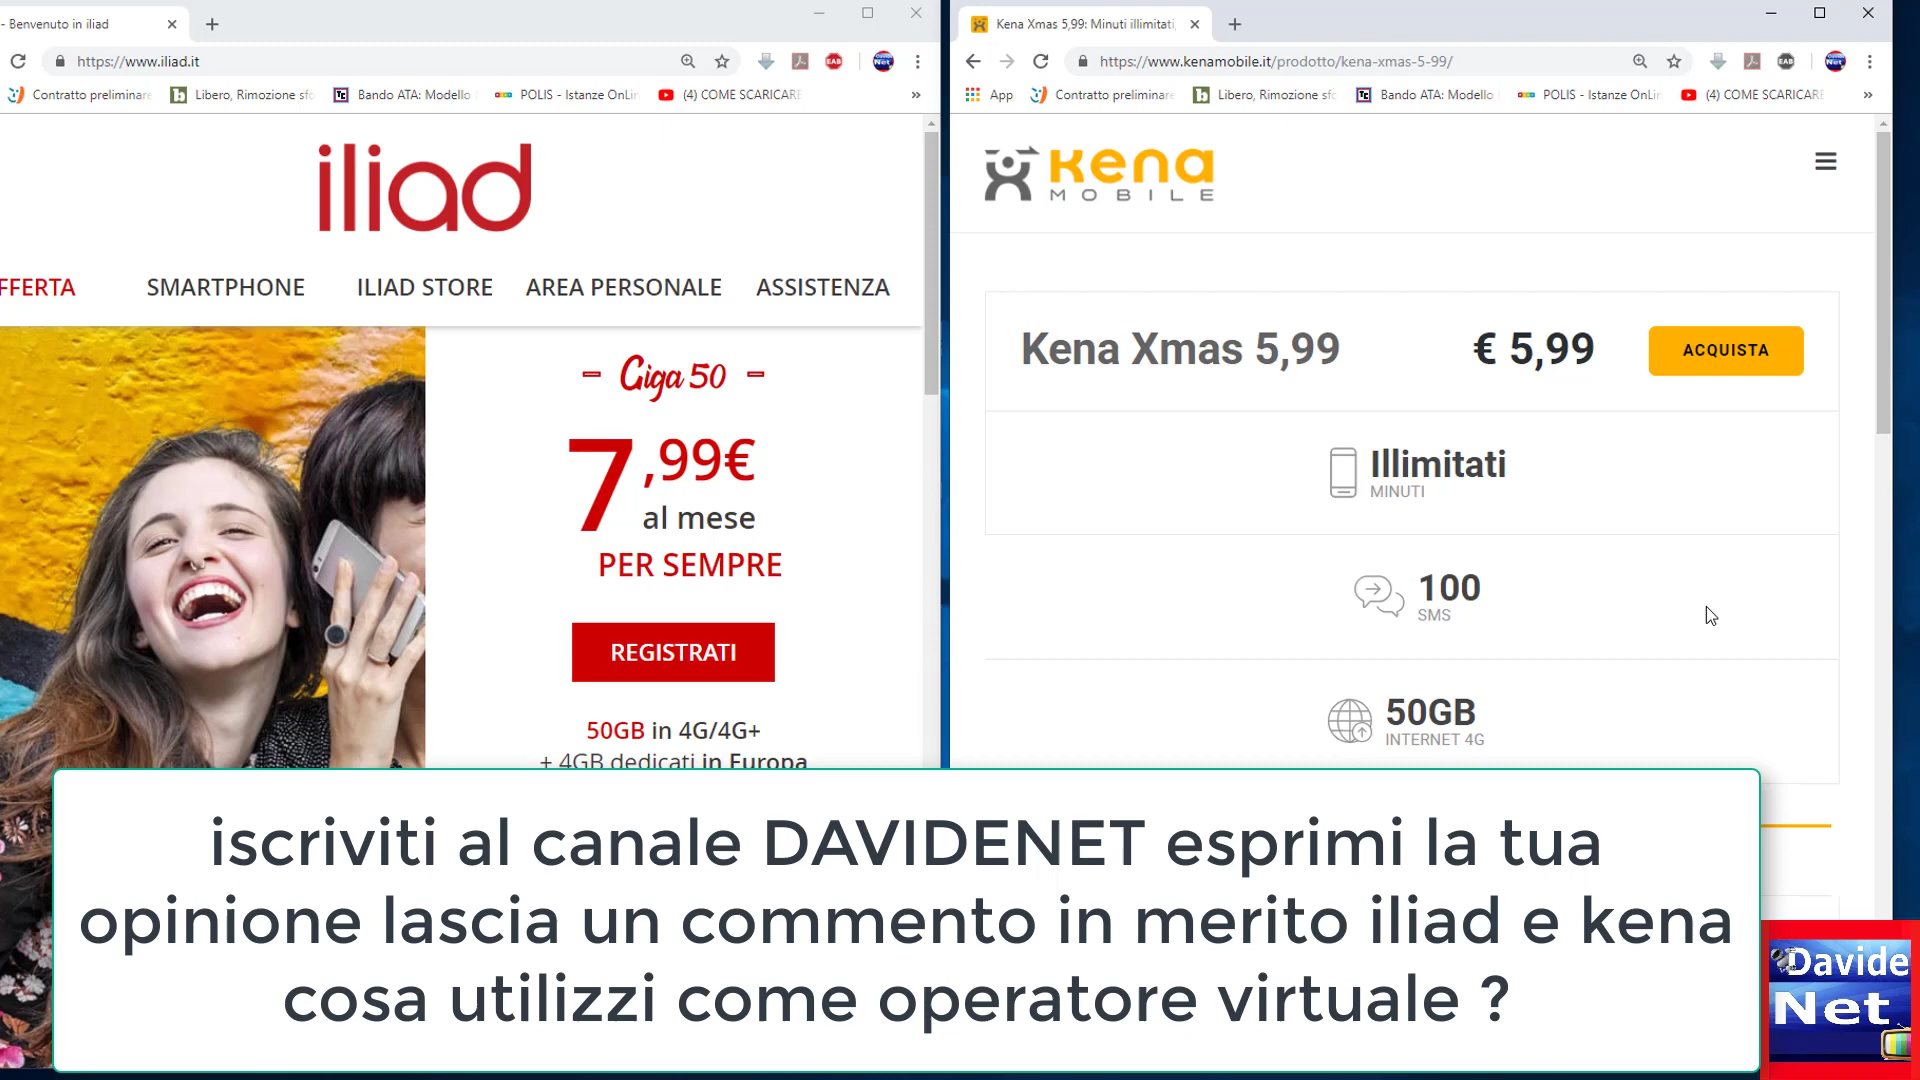 - Benvenuto in iliad
https://www.iliad.it
EAB
Contratto preliminare
Libero, Rimozione sfo
Bando ATA: Modello
POLIS - Istanze OnLin
(4) COME SCARICARE
»
iliad
FFERTA
SMARTPHONE
ILIAD STORE
AREA PERSONALE
ASSISTENZA
- Giga 50 -
7,99€
al mese
PER SEMPRE
REGISTRATI
50GB in 4G/4G+
+ 4GB dedicati in Europa
Kena Xmas 5,99: Minuti illimitati,
https://www.kenamobile.it/prodotto/kena-xmas-5-99/
EAB
App
Contratto preliminare
Libero, Rimozione sfo
Bando ATA: Modello
POLIS - Istanze OnLin
(4) COME SCARICARE
»
kena
MOBILE
Kena Xmas 5,99
€ 5,99
ACQUISTA
Illimitati
MINUTI
100
SMS
50GB
INTERNET 4G
iscriviti al canale DAVIDENET esprimi la tua
opinione lascia un commento in merito iliad e kena
cosa utilizzi come operatore virtuale ?
Davide
Net